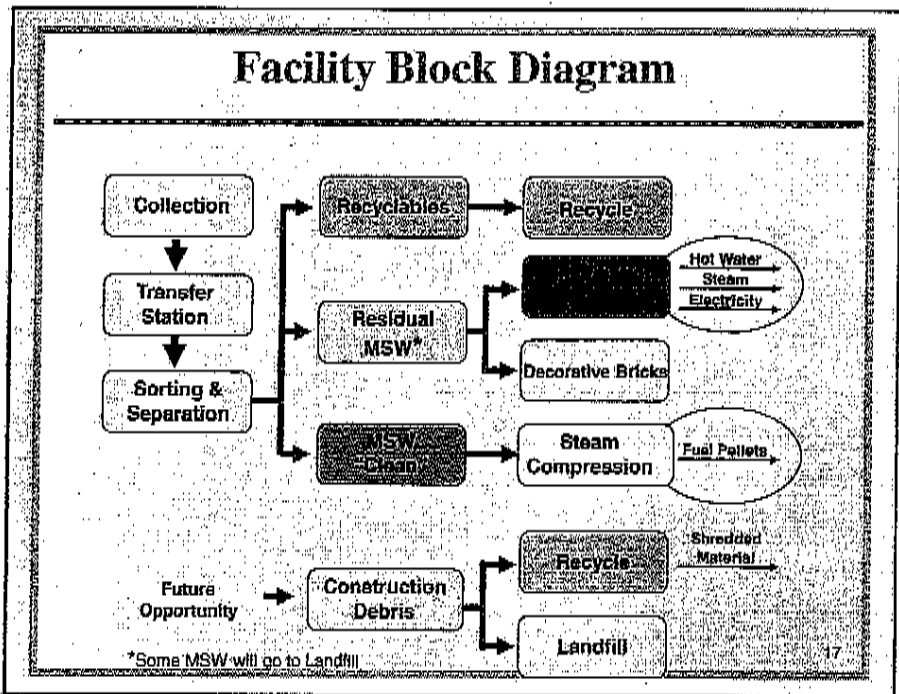 Facility Block Diagram
Collection
Recyclables
Recycle
Hot Water
Steam
Electricity
Transfer
Station
Residual
MSW*
Decorative Bricks
Sorting &
Separation
MSW
"Clean"
Steam
Compression
Fuel Pellets
Future
Opportunity
Construction
Debris
Recycle
Shredded
Material
Landfill
*Some MSW will go to Landfill
17